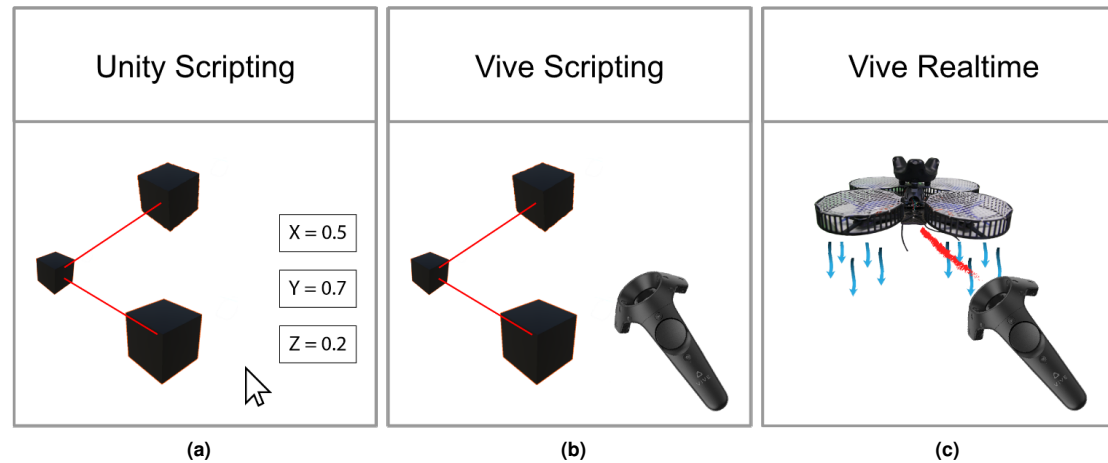 Unity Scripting
Vive Scripting
Vive Realtime
X = 0.5
Y = 0.7
Z = 0.2
(a)
(b)
(c)